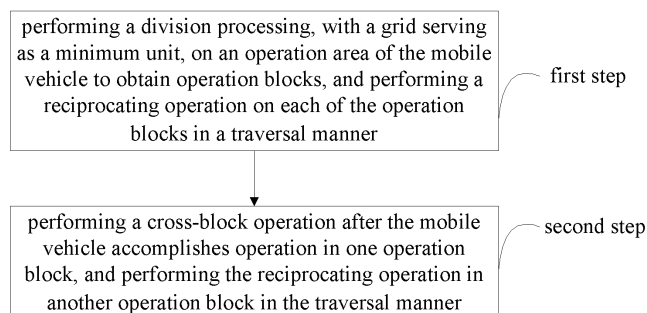 performing a division processing, with a grid serving
as a minimum unit, on an operation area of the mobile
vehicle to obtain operation blocks, and performing a
reciprocating operation on each of the operation
blocks in a traversal manner
first step
performing a cross-block operation after the mobile
vehicle accomplishes operation in one operation
block, and performing the reciprocating operation in
another operation block in the traversal manner
second step